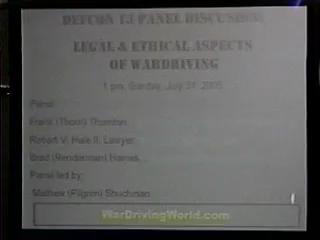 DEFCON 13 PANEL DISCUSSION
LEGAL & ETHICAL ASPECTS
OF WARDRIVING
1 pm, Sunday, July 31, 2005
Panel:
Frank (Thorn) Thornton
Robert V. Hale II, Lawyer
Brad (Renderman) Haines
Panel led by:
Mathew (Pilgrim) Shuchman
WarDrivingWorld.com